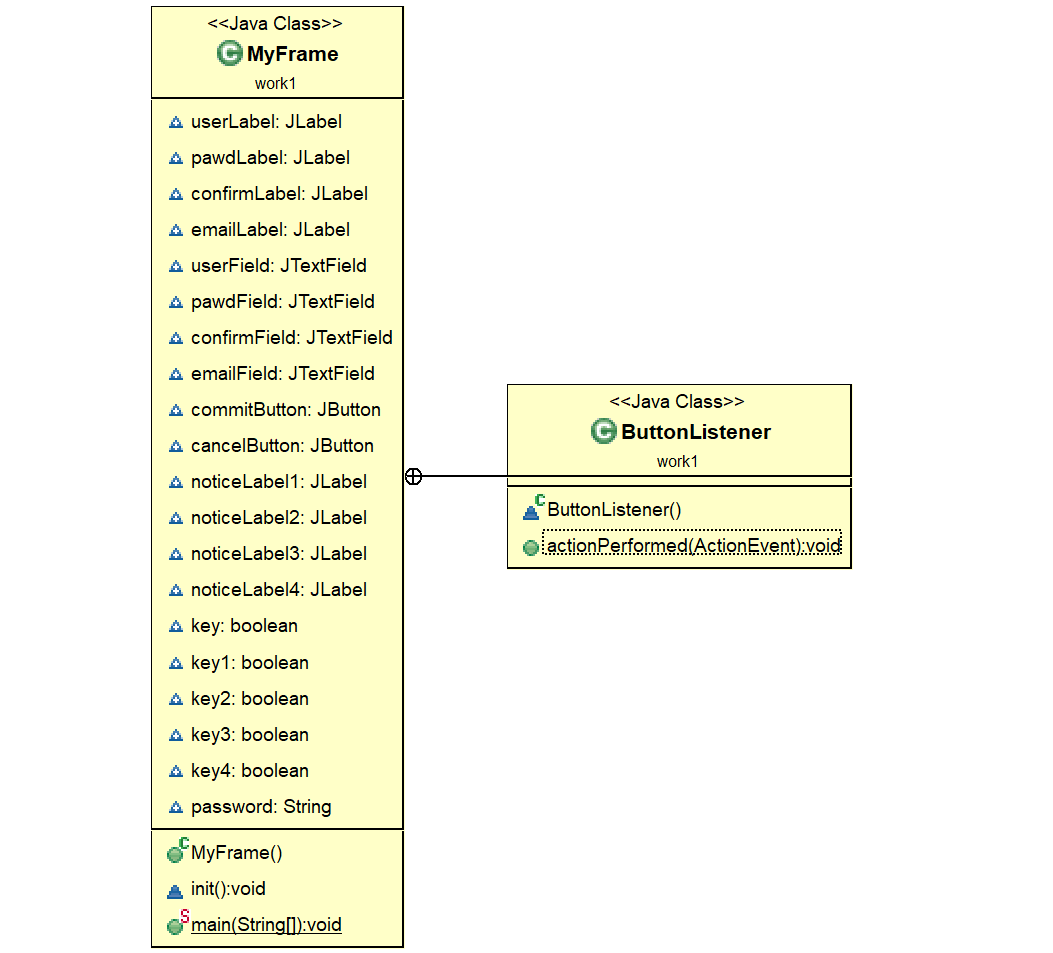 <<Java Class>>
MyFrame
work1
userLabel: JLabel
pawdLabel: JLabel
confirmLabel: JLabel
emailLabel: JLabel
userField: JTextField
pawdField: JTextField
confirmField: JTextField
emailField: JTextField
commitButton: JButton
cancelButton: JButton
noticeLabel1: JLabel
noticeLabel2: JLabel
noticeLabel3: JLabel
noticeLabel4: JLabel
key: boolean
key1: boolean
key2: boolean
key3: boolean
key4: boolean
password: String
MyFrame()
init():void
main(String[]):void
<<Java Class>>
ButtonListener
work1
ButtonListener()
actionPerformed(ActionEvent):void